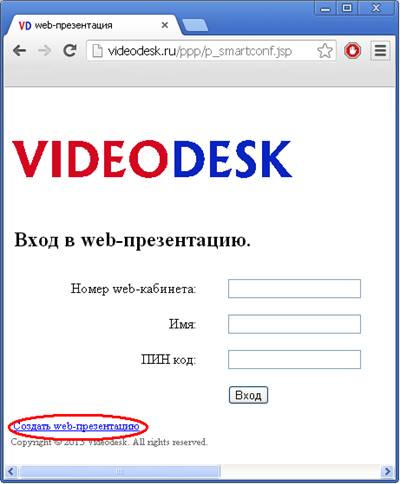 VD web-презентация
videodesk.ru/ppp/p_smartconf.jsp
VIDEODESK
Вход в web-презентацию.
Номер web-кабинета:
Имя:
ПИН код:
Вход
Создать web-презентацию
Copyright © 2013 Videodesk. All rights reserved.